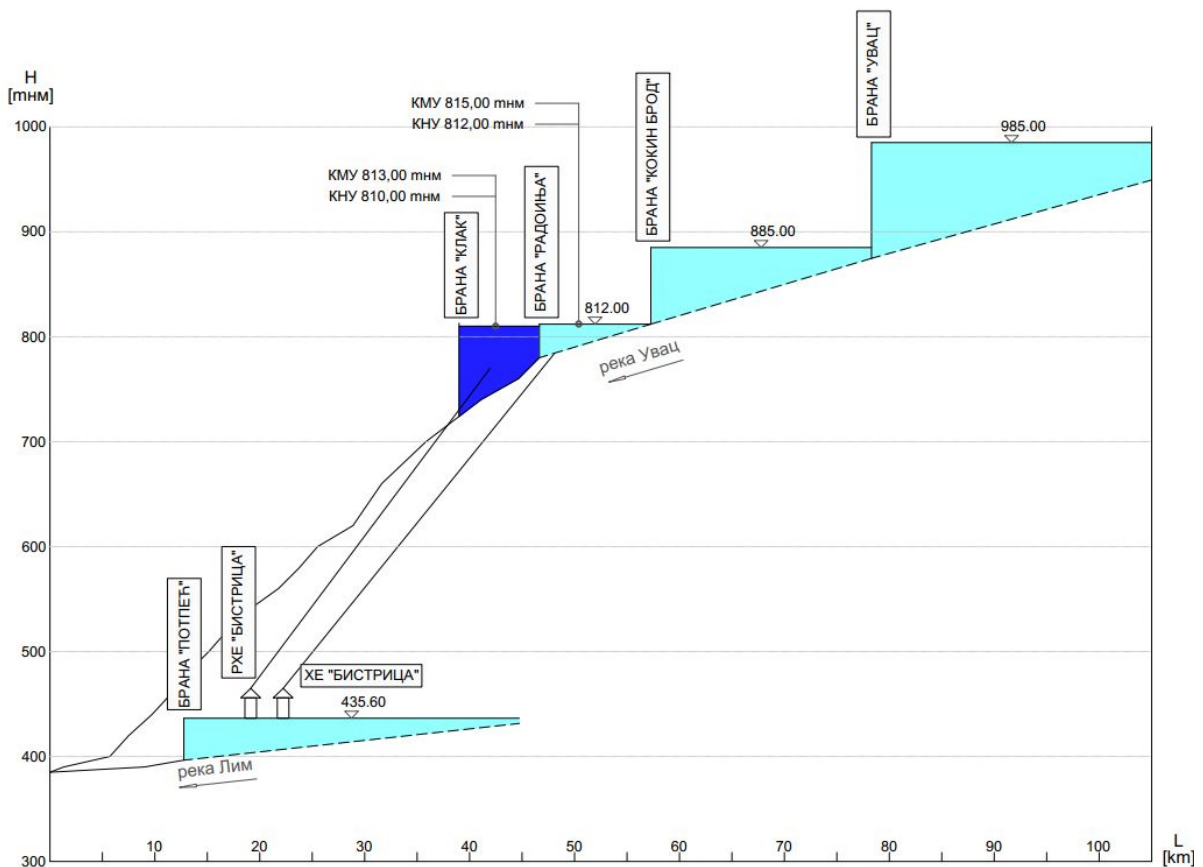 H
[mнм]
1000
900
800
700
600
500
400
300
10
20
30
40
50
60
70
80
90
100
L
[km]
КМУ 815,00 mнм
КНУ 812,00 mнм
КМУ 813,00 mнм
КНУ 810,00 mнм
БРАНА "КЛАК"
БРАНА "РАДОИЊА"
БРАНА "КОКИН БРОД"
БРАНА "УВАЦ"
985.00
885.00
812.00
река Увац
БРАНА "ПОТПЕЋ"
РХЕ "БИСТРИЦА"
ХЕ "БИСТРИЦА"
435.60
река Лим